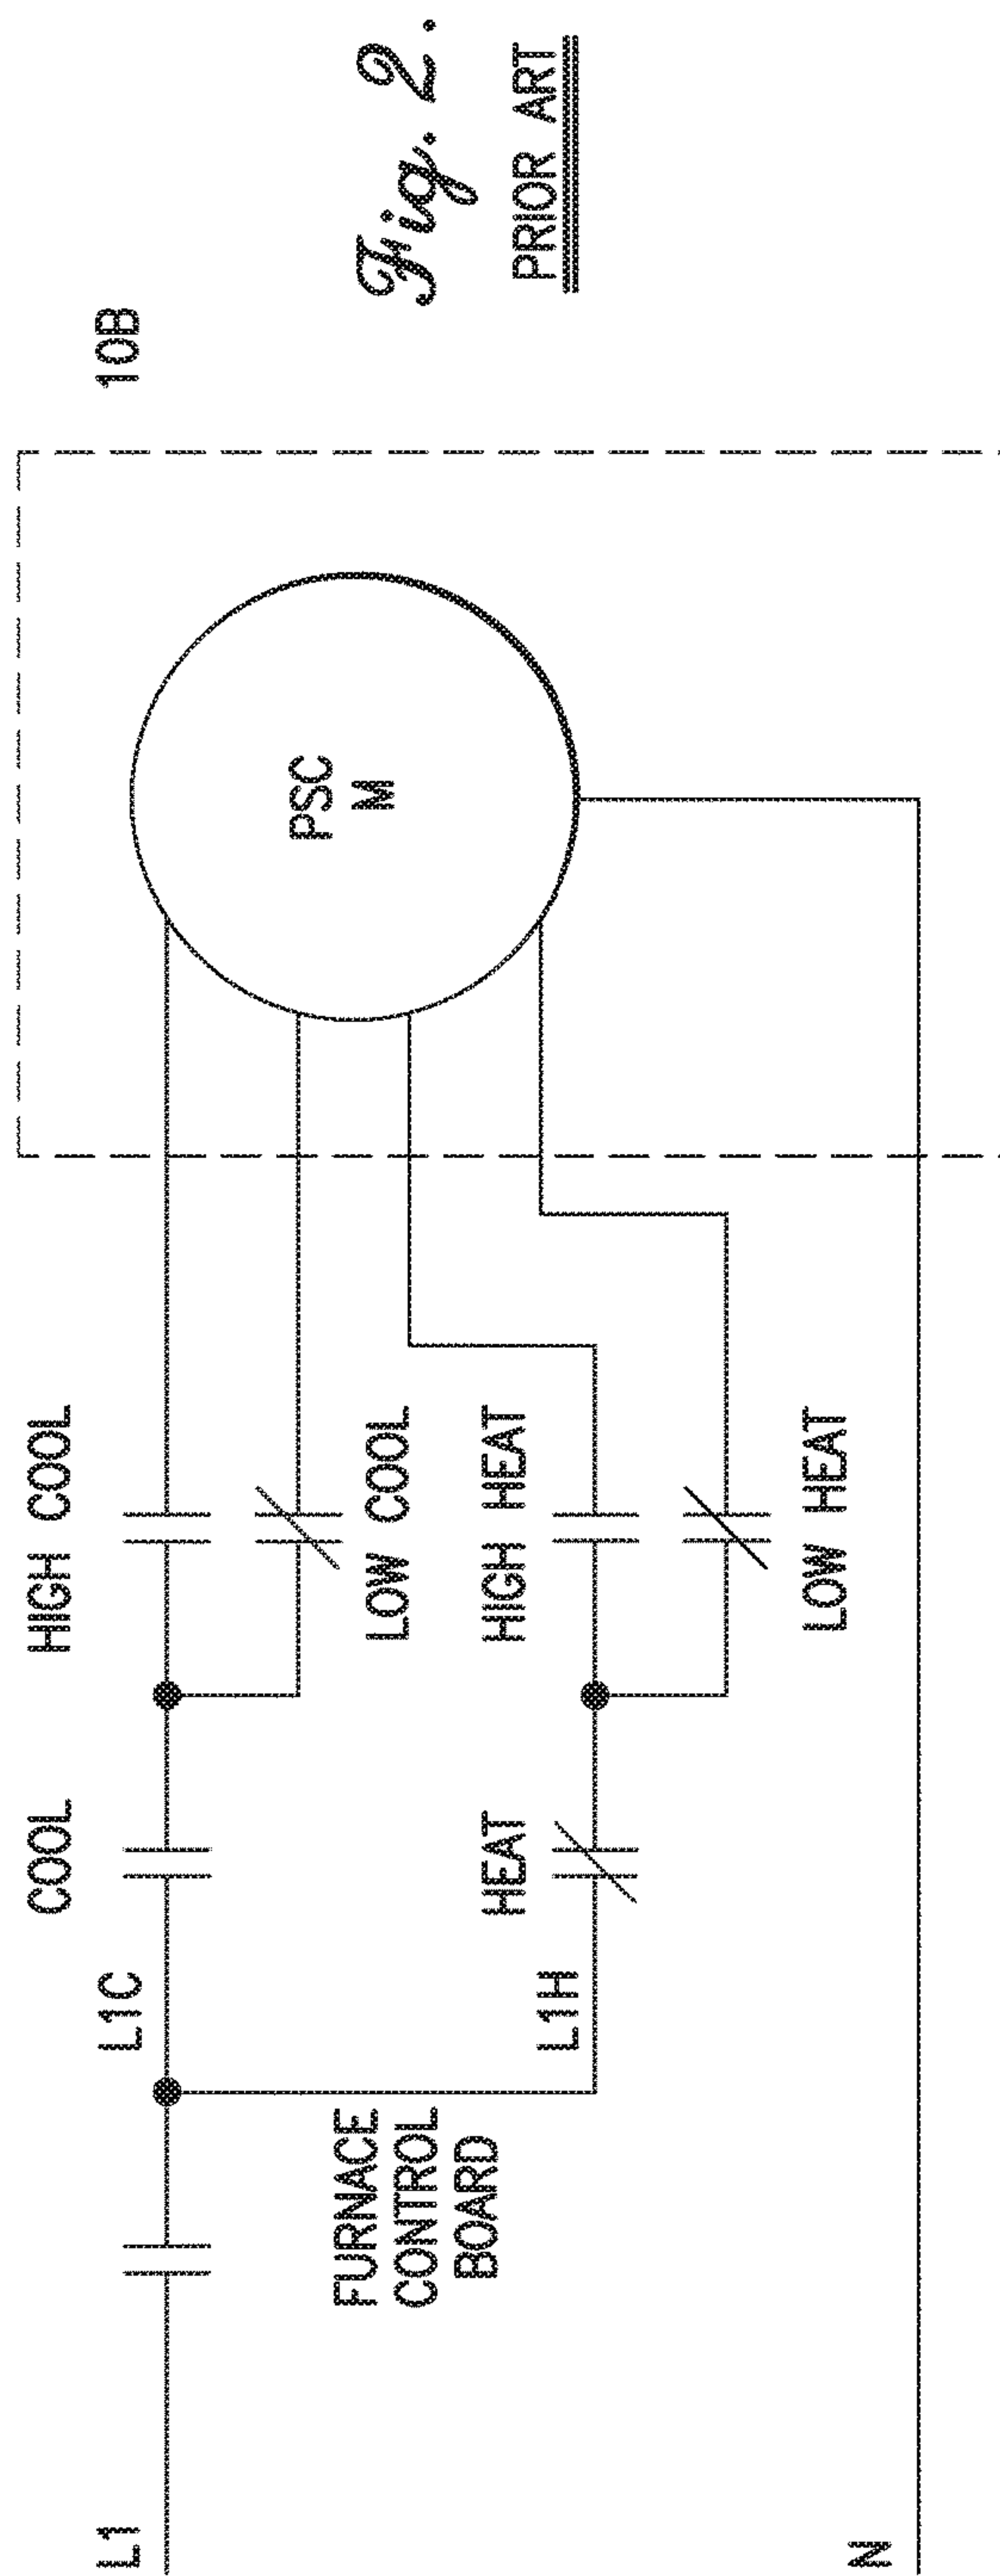 L1
FURNACE
CONTROL
BOARD
L1C
COOL
HIGH COOL
LOW COOL
L1H
HEAT
HIGH HEAT
LOW HEAT
PSC
M
10B
N
Fig. 2.
PRIOR ART